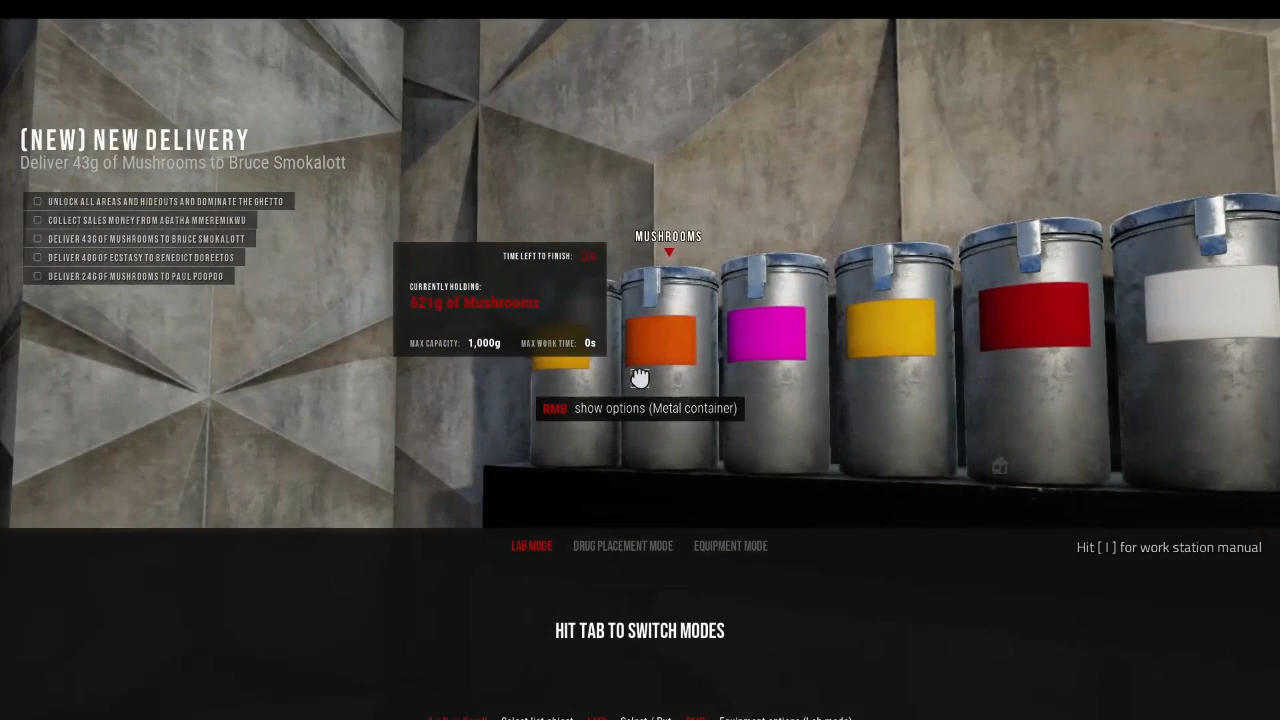 (NEW) NEW DELIVERY
Deliver 43g of Mushrooms to Bruce Smokalott
UNLOCK ALL AREAS AND HIDEOUTS AND DOMINATE THE GHETTO
COLLECT SALES MONEY FROM AGATHA MMEREMIKWU
DELIVER 43G OF MUSHROOMS TO BRUCE SMOKALOTT
DELIVER 40G OF ECSTASY TO BENEDICT DOREETOS
DELIVER 24G OF MUSHROOMS TO PAUL POOPOO
MUSHROOMS
TIME LEFT TO FINISH: 0s
CURRENTLY HOLDING:
621g of Mushrooms
MAX CAPACITY: 1,000g MAX WORK TIME: 0s
RMB show options (Metal container)
LAB MODE DRUG PLACEMENT MODE EQUIPMENT MODE
Hit [ I ] for work station manual
HIT TAB TO SWITCH MODES